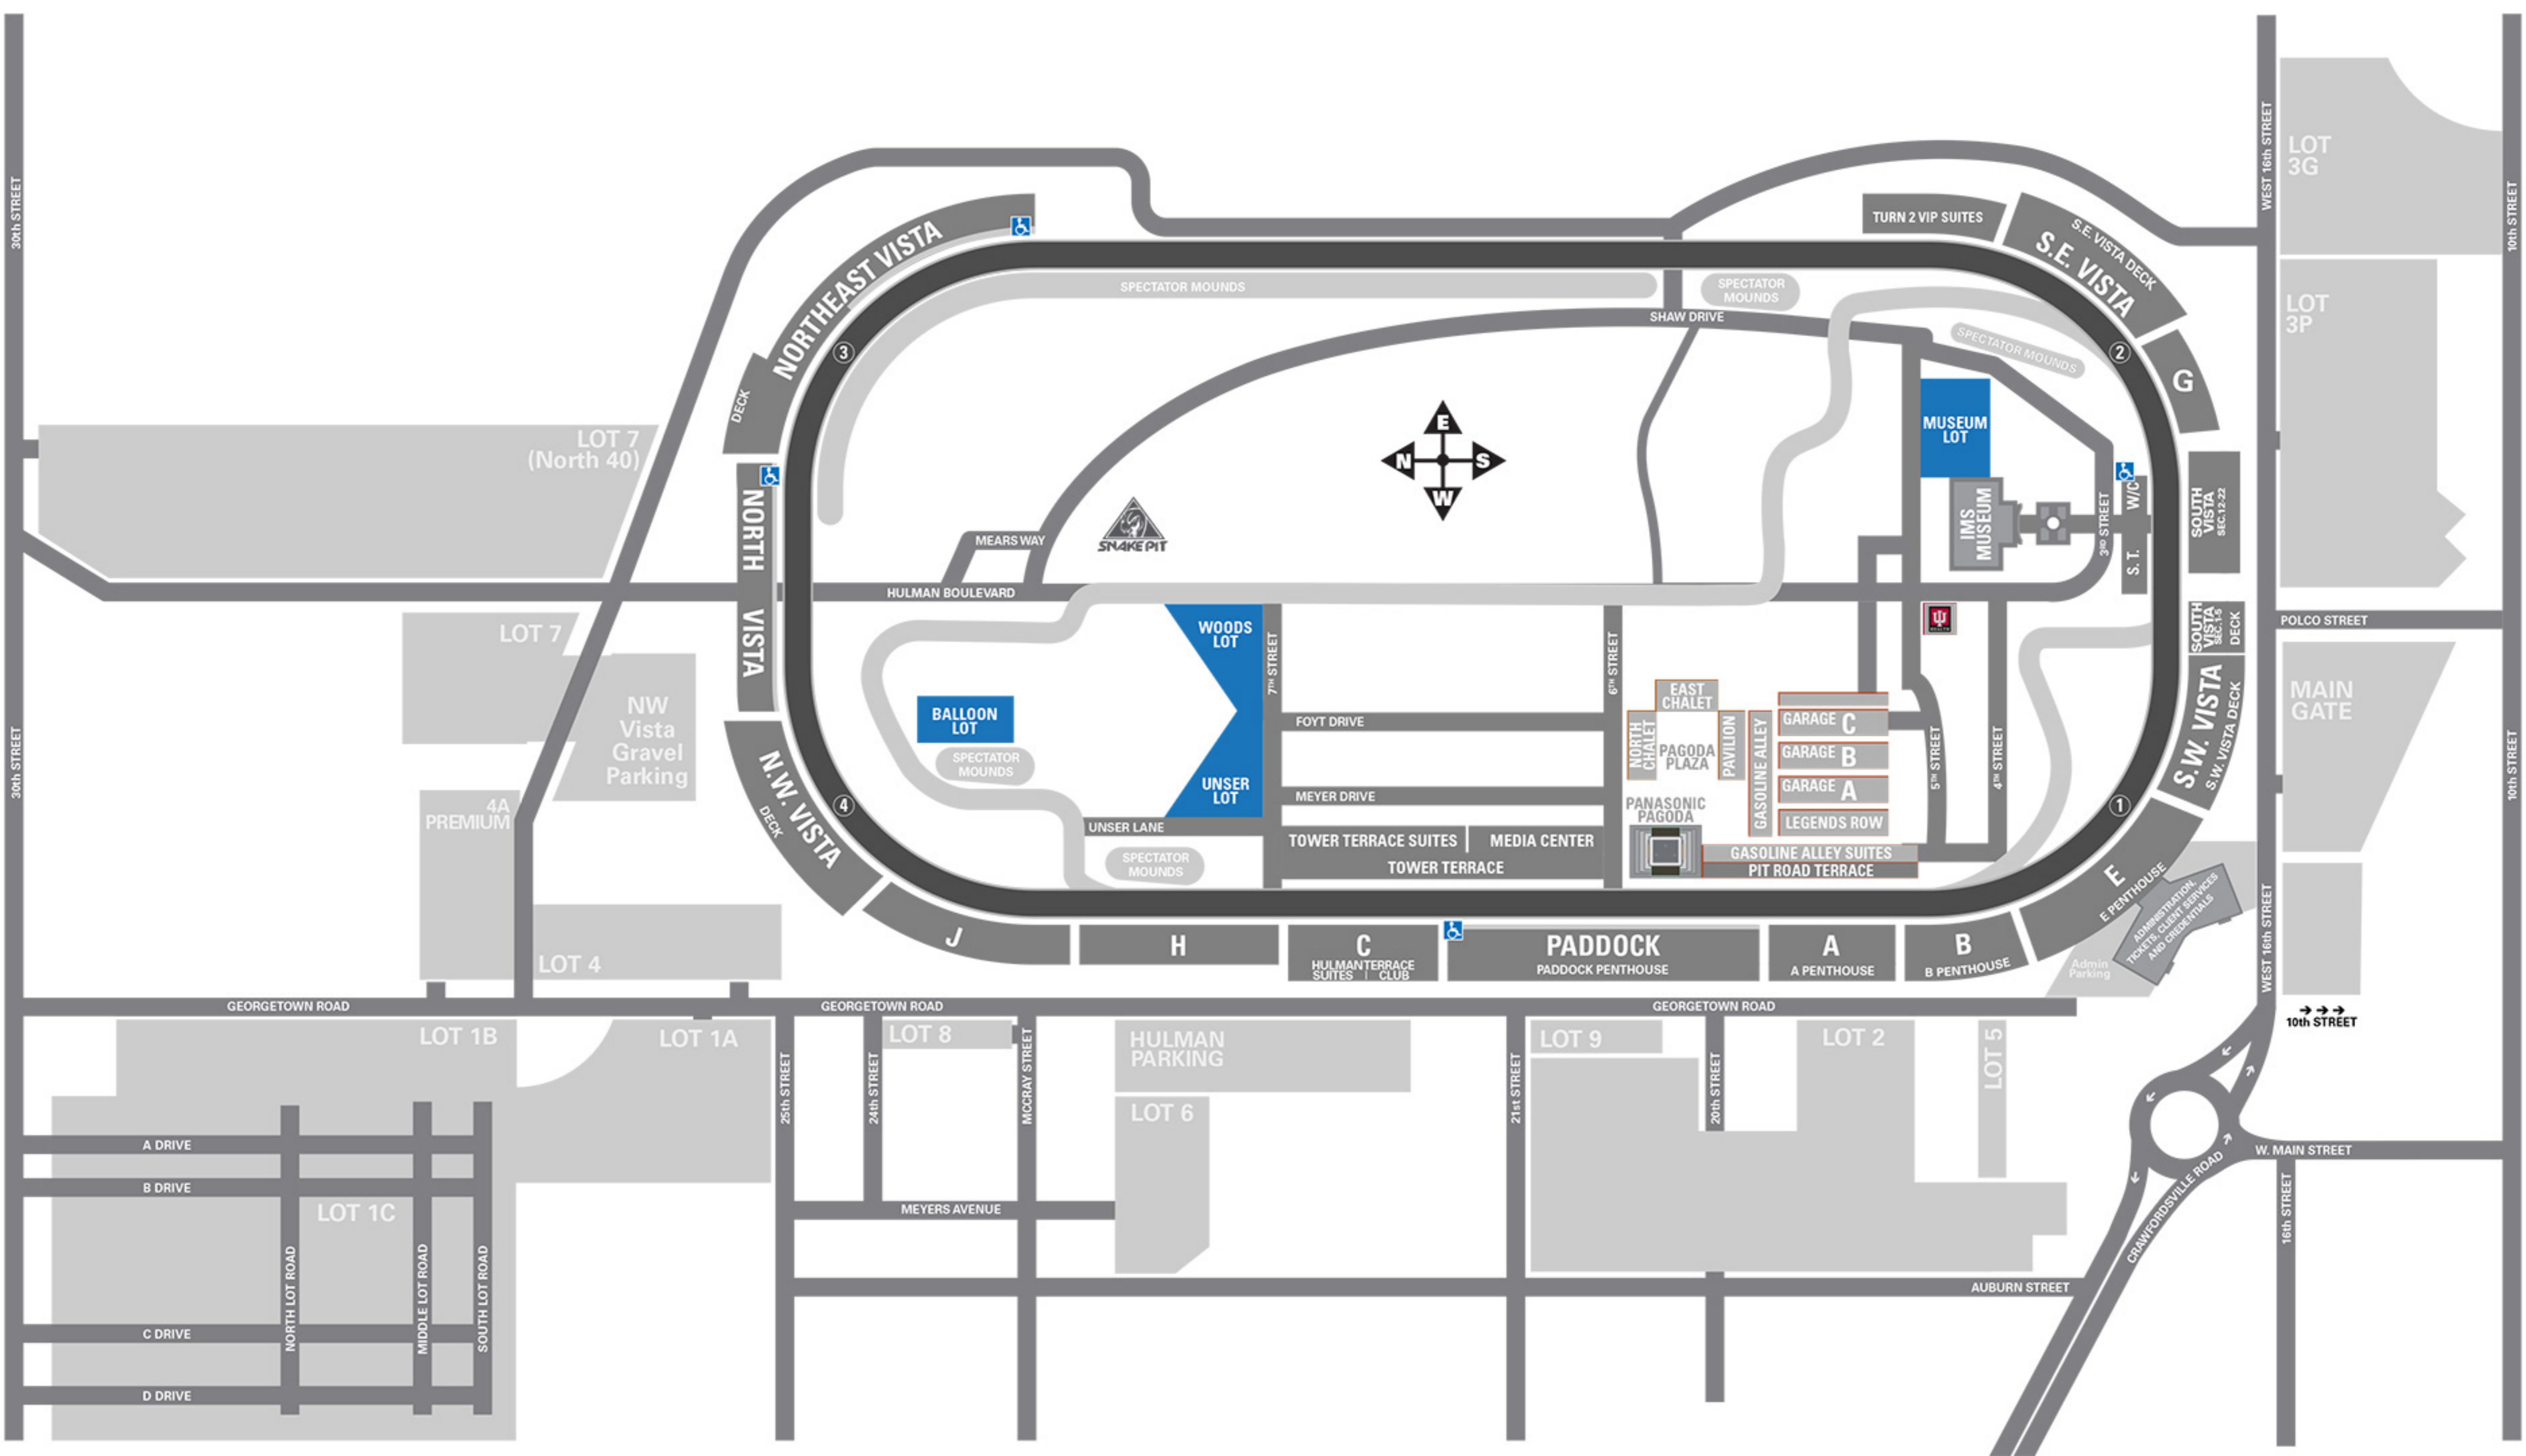 30th STREET
WEST 16th STREET
10th STREET
LOT
3G
TURN 2 VIP SUITES
S.E. VISTA DECK
S.E. VISTA
NORTHEAST VISTA
DECK
SPECTATOR MOUNDS
SPECTATOR
MOUNDS
SHAW DRIVE
SPECTATOR MOUNDS
LOT
3P
3
2
G
E
N
S
W
MUSEUM
LOT
LOT 7
(North 40)
NORTH VISTA
SNAKE PIT
MEARS WAY
IMS
MUSEUM
3RD STREET
S. T. W/C
SOUTH
VISTA
SEC. 12-22
HULMAN BOULEVARD
LOT 7
NW
Vista
Gravel
Parking
WOODS
LOT
7TH STREET
6TH STREET
SOUTH
VISTA
SEC. 1-5
DECK
POLCO STREET
BALLOON
LOT
SPECTATOR
MOUNDS
FOYT DRIVE
EAST
CHALET
NORTH
CHALET
PAGODA
PLAZA
PAVILION
GASOLINE ALLEY
GARAGE C
GARAGE B
GARAGE A
LEGENDS ROW
5TH STREET
4TH STREET
S.W. VISTA
S.W. VISTA DECK
MAIN
GATE
30th STREET
10th STREET
4A
PREMIUM
N.W. VISTA
DECK
4
UNSER
LOT
MEYER DRIVE
PANASONIC
PAGODA
1
UNSER LANE
SPECTATOR
MOUNDS
TOWER TERRACE SUITES
MEDIA CENTER
TOWER TERRACE
GASOLINE ALLEY SUITES
PIT ROAD TERRACE
E
E PENTHOUSE
ADMINISTRATION,
TICKETS, CLIENT SERVICES
AND CREDENTIALS
WEST 16th STREET
Admin
Parking
LOT 4
J
H
C
HULMAN TERRACE
SUITES | CLUB
PADDOCK
PADDOCK PENTHOUSE
A
A PENTHOUSE
B
B PENTHOUSE
GEORGETOWN ROAD
GEORGETOWN ROAD
GEORGETOWN ROAD
10th STREET
LOT 1B
LOT 1A
25th STREET
24th STREET
LOT 8
MCCRAY STREET
HULMAN
PARKING
LOT 6
21st STREET
LOT 9
20th STREET
LOT 2
LOT 5
A DRIVE
B DRIVE
LOT 1C
C DRIVE
D DRIVE
NORTH LOT ROAD
MIDDLE LOT ROAD
SOUTH LOT ROAD
MEYERS AVENUE
AUBURN STREET
CRAWFORDSVILLE ROAD
W. MAIN STREET
16th STREET